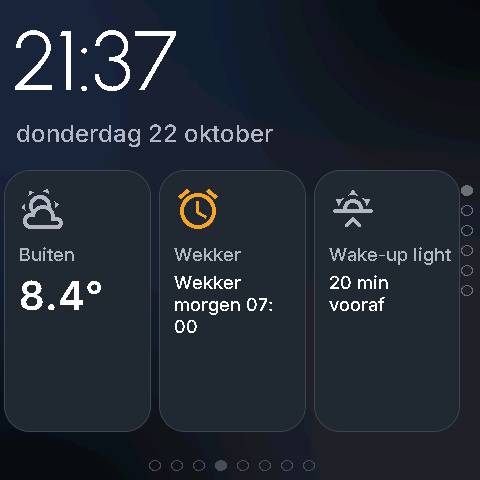 21:37
donderdag 22 oktober
Buiten
8.4°
Wekker
Wekker
morgen 07:
00
Wake-up light
20 min
vooraf